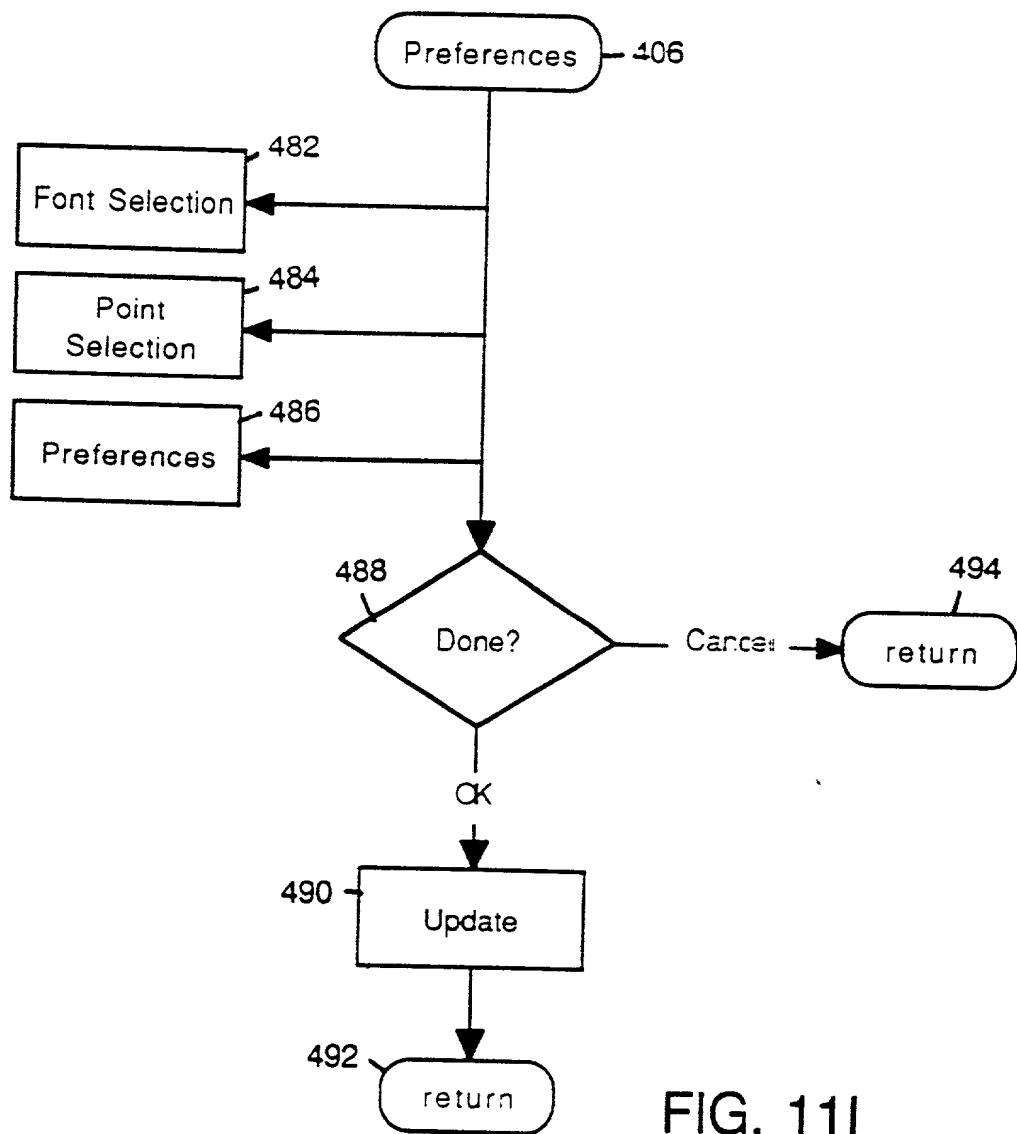 Preferences
406
482
Font Selection
484
Point
Selection
486
Preferences
488
Done?
Cancel
494
return
OK
490
Update
492
return
FIG. 11I